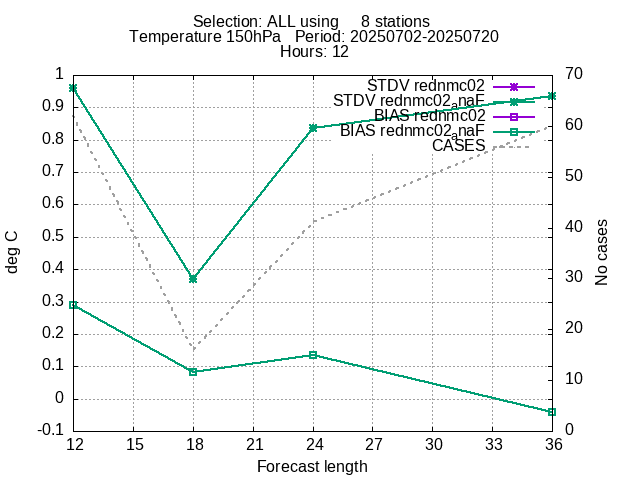 Selection: ALL using 8 stations
Temperature 150hPa Period: 20250702-20250720
Hours: 12
1
0.9
0.8
0.7
0.6
0.5
0.4
0.3
0.2
0.1
0
-0.1
deg C
STDV rednmc02
STDV rednmc02anaF
BIAS rednmc02
BIAS rednmc02anaF
CASES
70
60
50
40
30
20
10
0
No cases
12 15 18 21 24 27 30 33 36
Forecast length